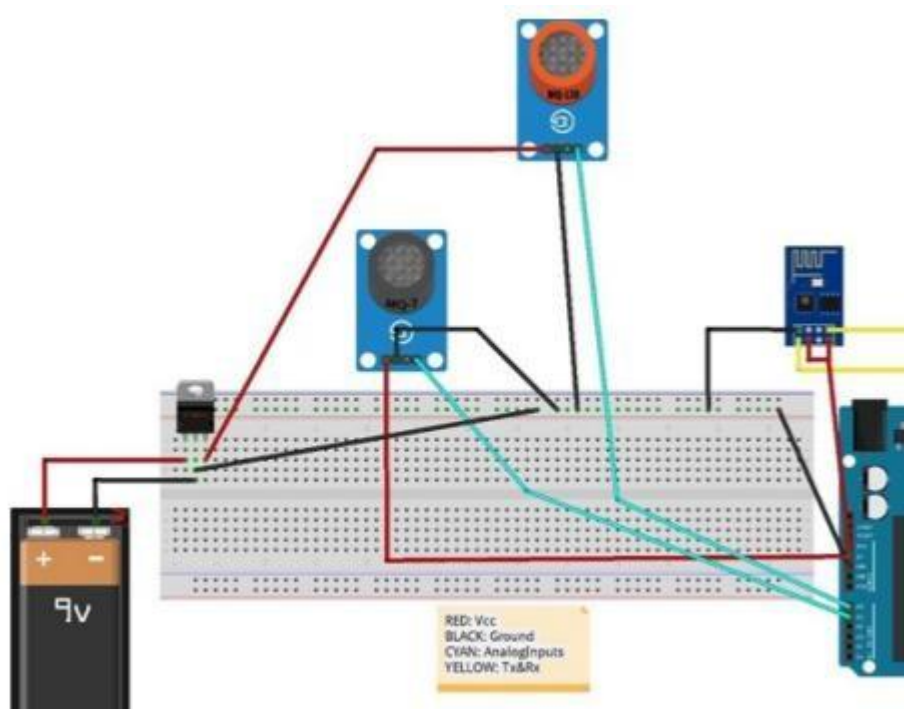 MQ-7
+ -
9v
RED: Vcc
BLACK: Ground
CYAN: AnalogInputs
YELLOW: Tx&Rx